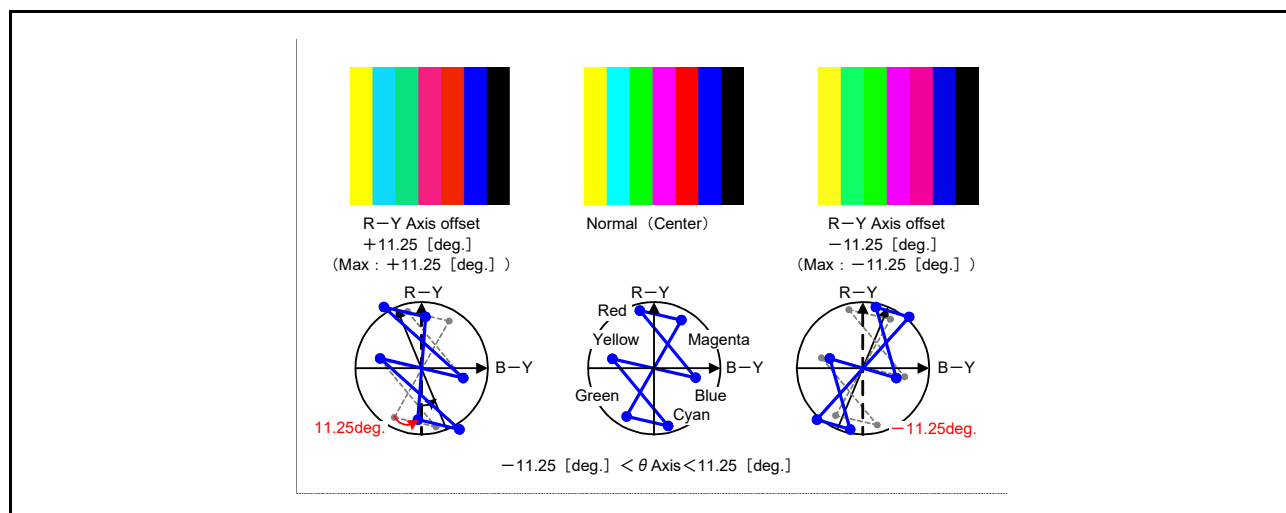 R－Y Axis offset
＋11.25［deg.］
（Max：＋11.25［deg.］）
Normal（Center）
R－Y Axis offset
－11.25［deg.］
（Max：－11.25［deg.］）
R－Y
B－Y
11.25deg.
R－Y
Red
Magenta
Yellow
B－Y
Green
Blue
Cyan
R－Y
B－Y
－11.25deg.
－11.25［deg.］＜θ Axis＜11.25［deg.］